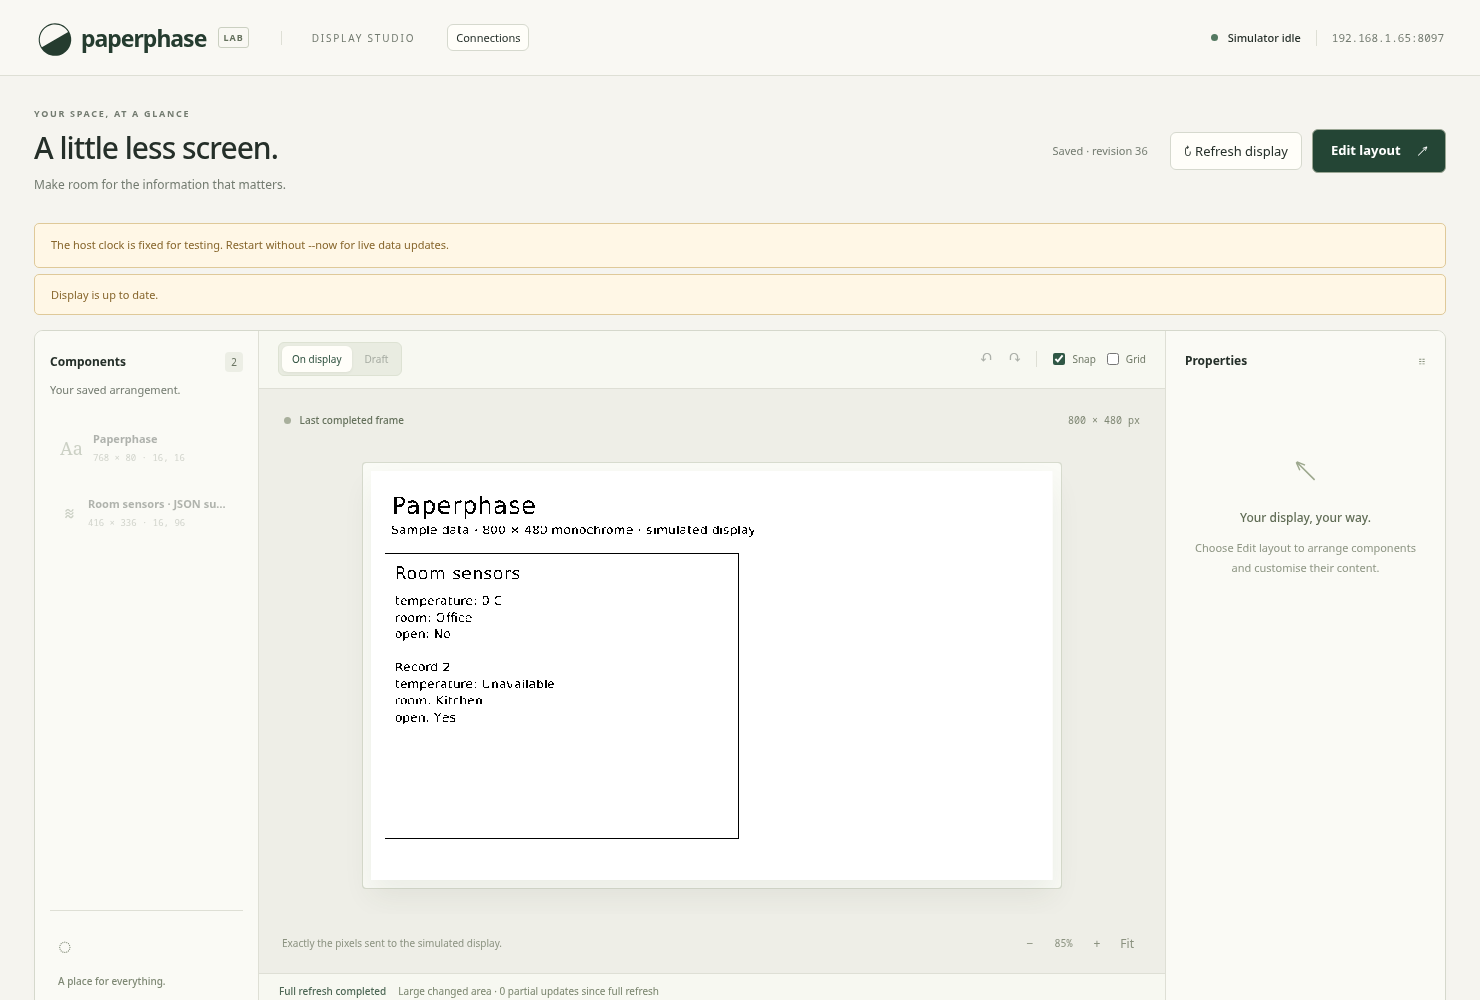 paperphase LAB
DISPLAY STUDIO
Connections
Simulator idle
192.168.1.65:8097
YOUR SPACE, AT A GLANCE
A little less screen.
Make room for the information that matters.
Saved · revision 36
Refresh display
Edit layout
The host clock is fixed for testing. Restart without --now for live data updates.
Display is up to date.
Components 2
Your saved arrangement.
Aa Paperphase
768 × 80 · 16, 16
Room sensors · JSON su...
416 × 336 · 16, 96
A place for everything.
On display Draft
Snap Grid
Last completed frame
800 × 480 px
Paperphase
Sample data · 800 × 480 monochrome · simulated display
Room sensors
temperature: 0 C
room: Office
open: No
Record 2
temperature: Unavailable
room: Kitchen
open: Yes
Exactly the pixels sent to the simulated display.
− 85% + Fit
Full refresh completed Large changed area · 0 partial updates since full refresh
Properties
Your display, your way.
Choose Edit layout to arrange components
and customise their content.